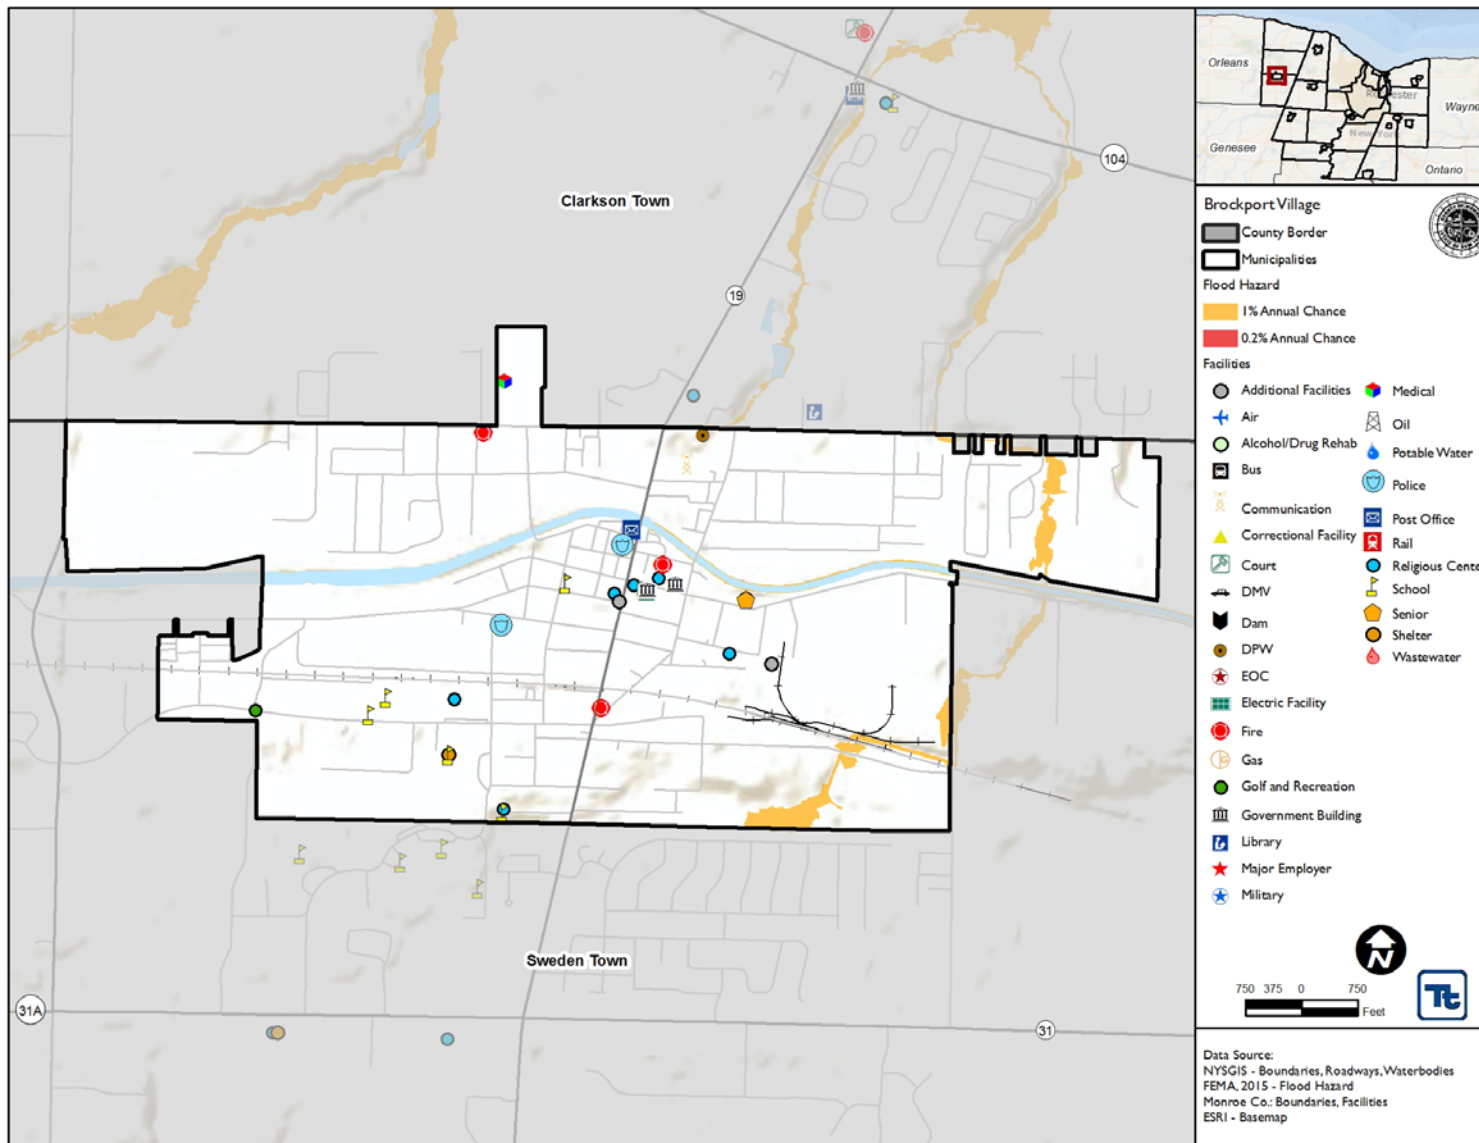 Clarkson Town
104
19
Sweden Town
31A
31
Orleans
Wayne
Genesee
Ontario
Brockport Village
County Border
Municipalities
Flood Hazard
1% Annual Chance
0.2% Annual Chance
Facilities
Additional Facilities
Air
Alcohol/Drug Rehab
Bus
Communication
Correctional Facility
Court
DMV
Dam
DPW
EOC
Electric Facility
Fire
Gas
Golf and Recreation
Government Building
Library
Major Employer
Military
Medical
Oil
Potable Water
Police
Post Office
Rail
Religious Cente
School
Senior
Shelter
Wastewater
N
750 375 0 750
Feet
Tt
Data Source:
NYSGIS - Boundaries, Roadways, Waterbodies
FEMA, 2015 - Flood Hazard
Monroe Co.: Boundaries, Facilities
ESRI - Basemap